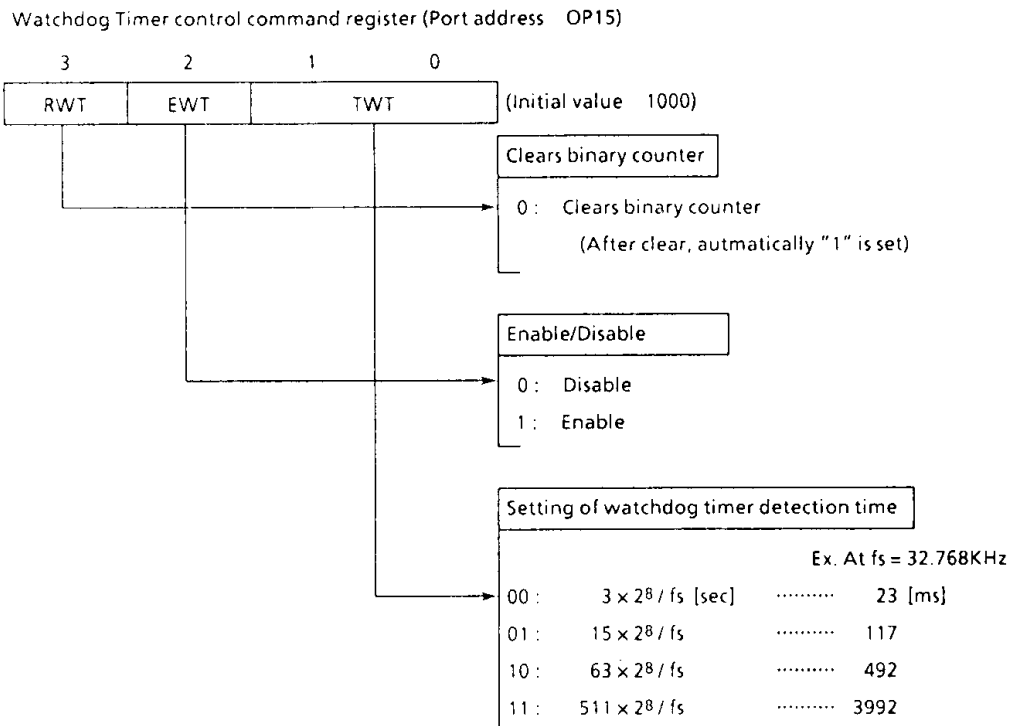 Watchdog Timer control command register (Port address OP15)
3 2 1 0
RWT EWT TWT (Initial value 1000)
Clears binary counter
0 : Clears binary counter
(After clear, autmatically "1" is set)
Enable/Disable
0 : Disable
1 : Enable
Setting of watchdog timer detection time
Ex. At fs = 32.768KHz
00 : 3 × 2⁸ / fs [sec] ·········· 23 [ms]
01 : 15 × 2⁸ / fs ·········· 117
10 : 63 × 2⁸ / fs ·········· 492
11 : 511 × 2⁸ / fs ·········· 3992